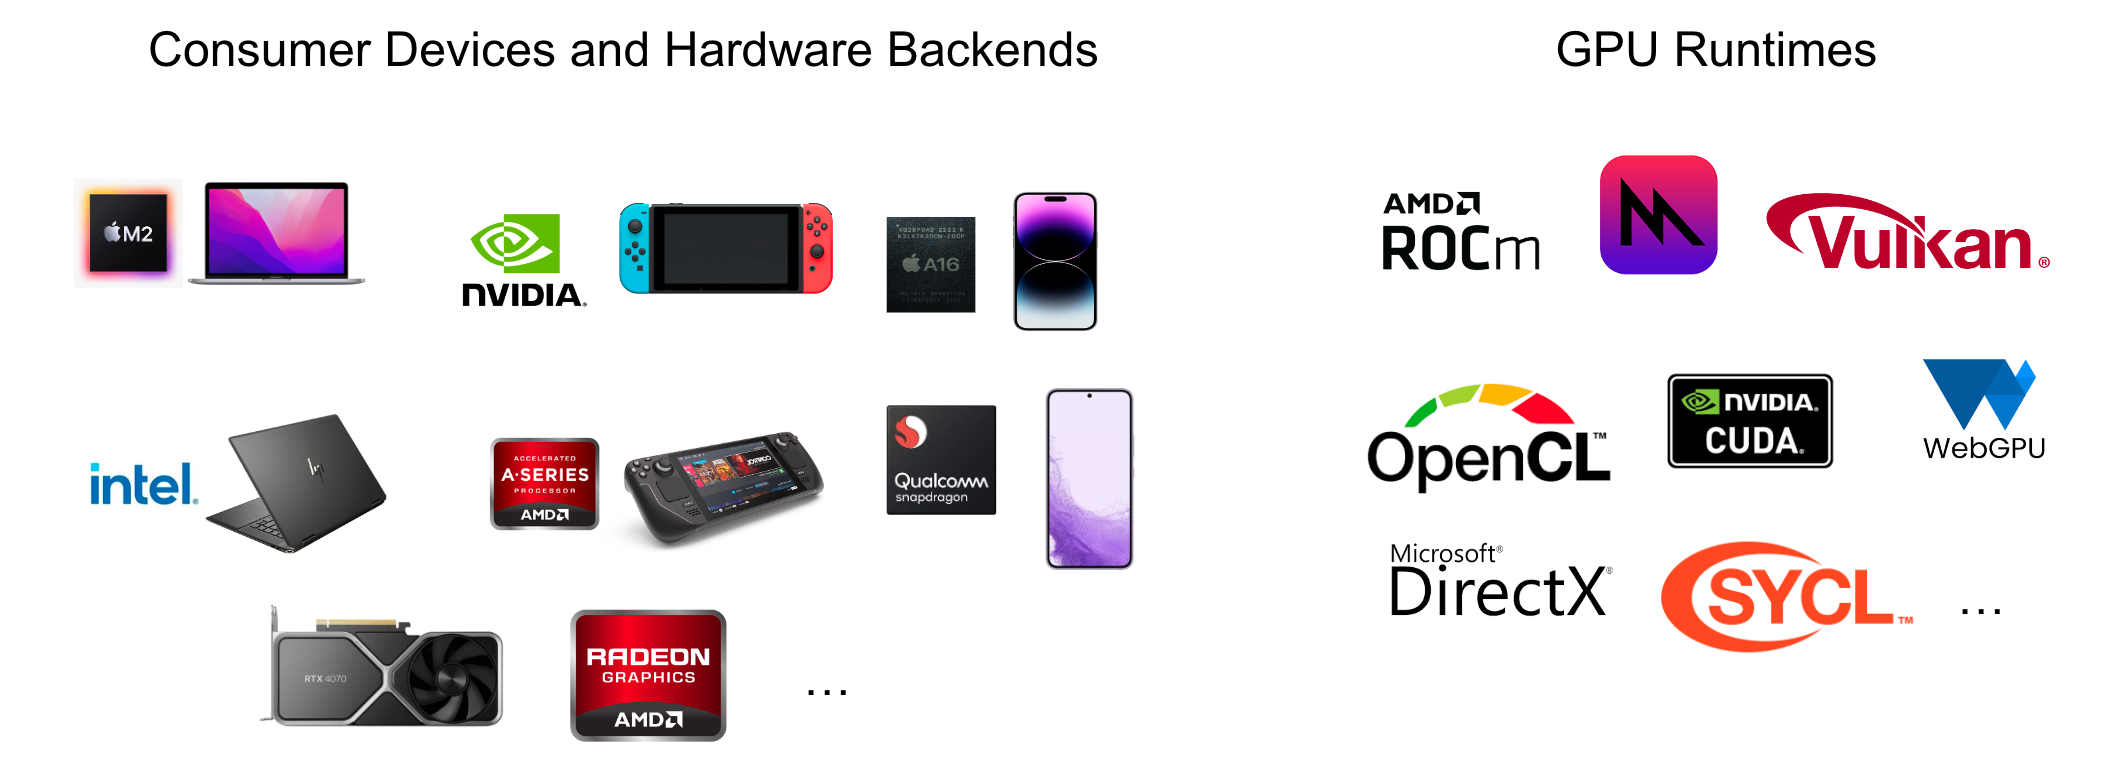 Consumer Devices and Hardware Backends
GPU Runtimes
M2
NVIDIA.
A16
AMD
ROCm
Vulkan®
intel.
ACCELERATED
A-SERIES
PROCESSOR
AMD
Qualcomm
snapdragon
OpenCL™
NVIDIA.
CUDA.
WebGPU
Microsoft®
DirectX®
SYCL™
...
RTX 4070
RADEON
GRAPHICS
AMD
...